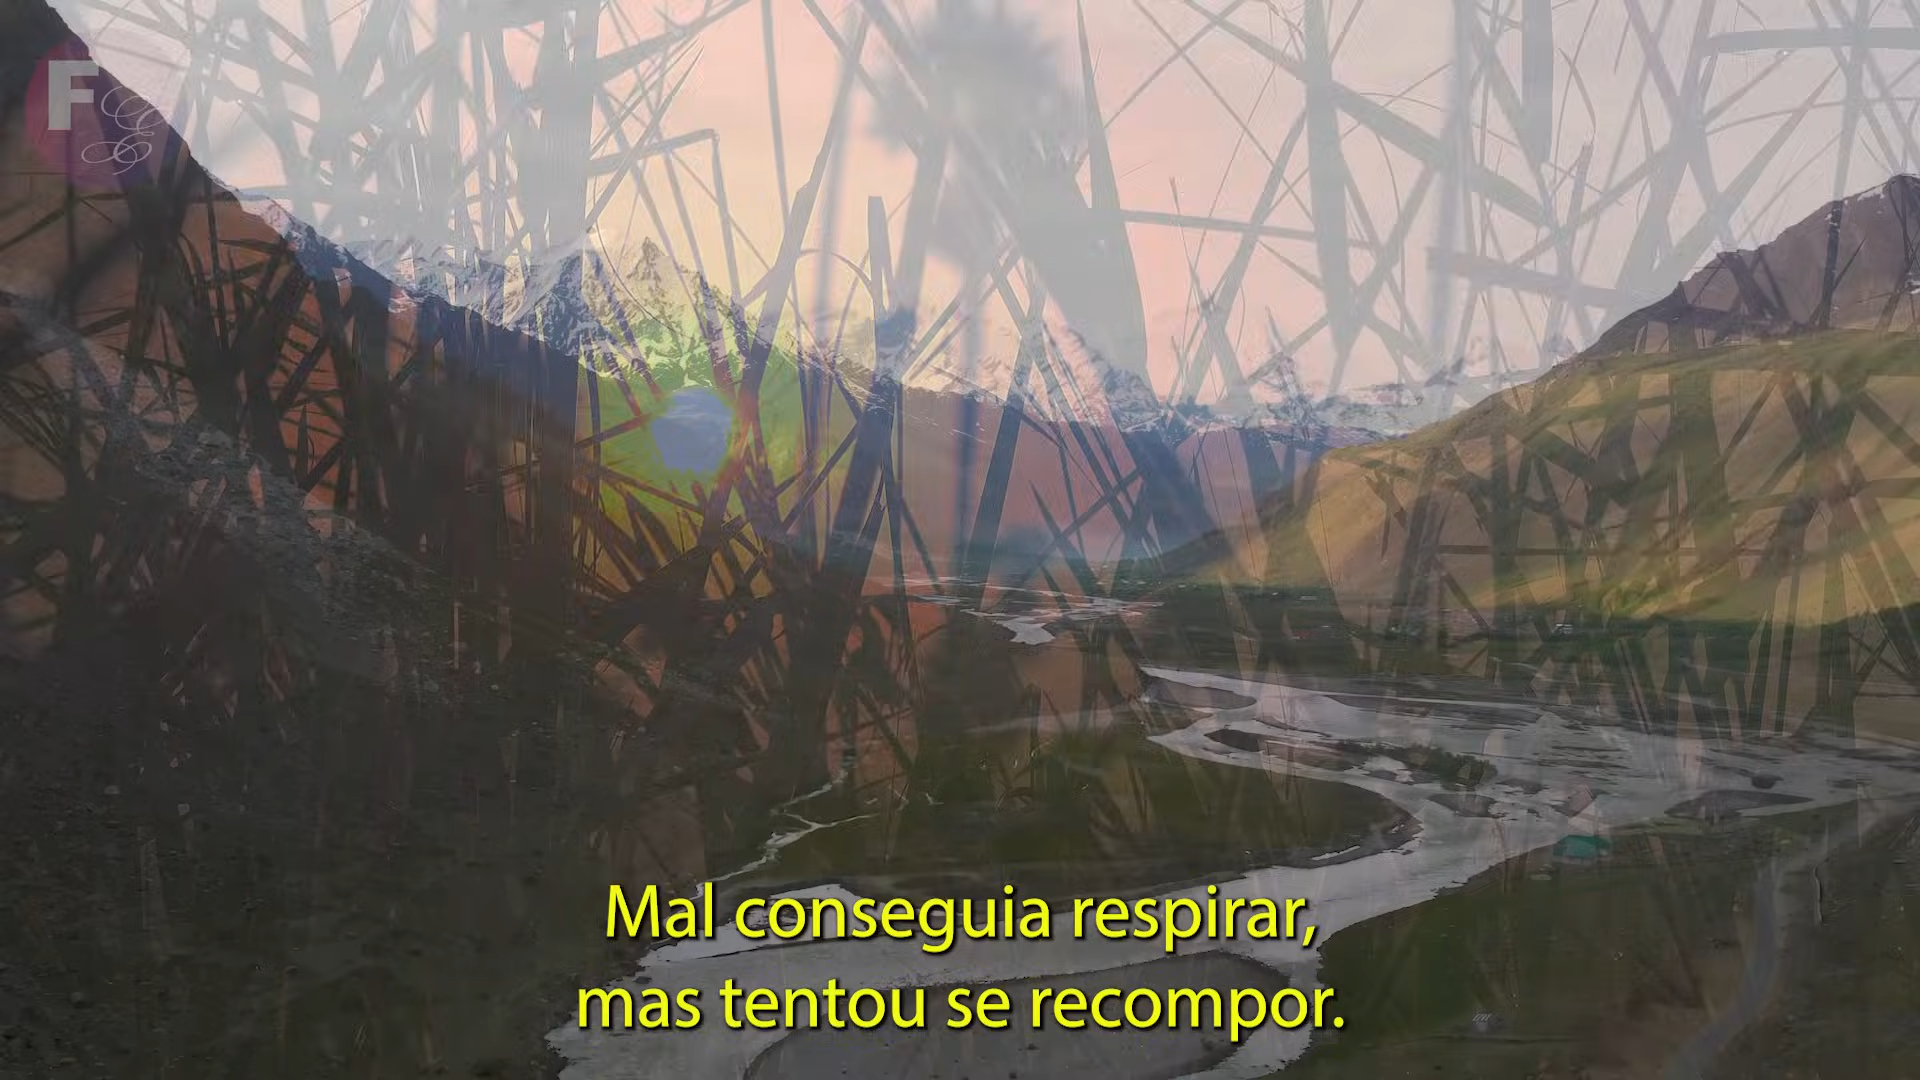 F
Mal conseguia respirar,
mas tentou se recompor.